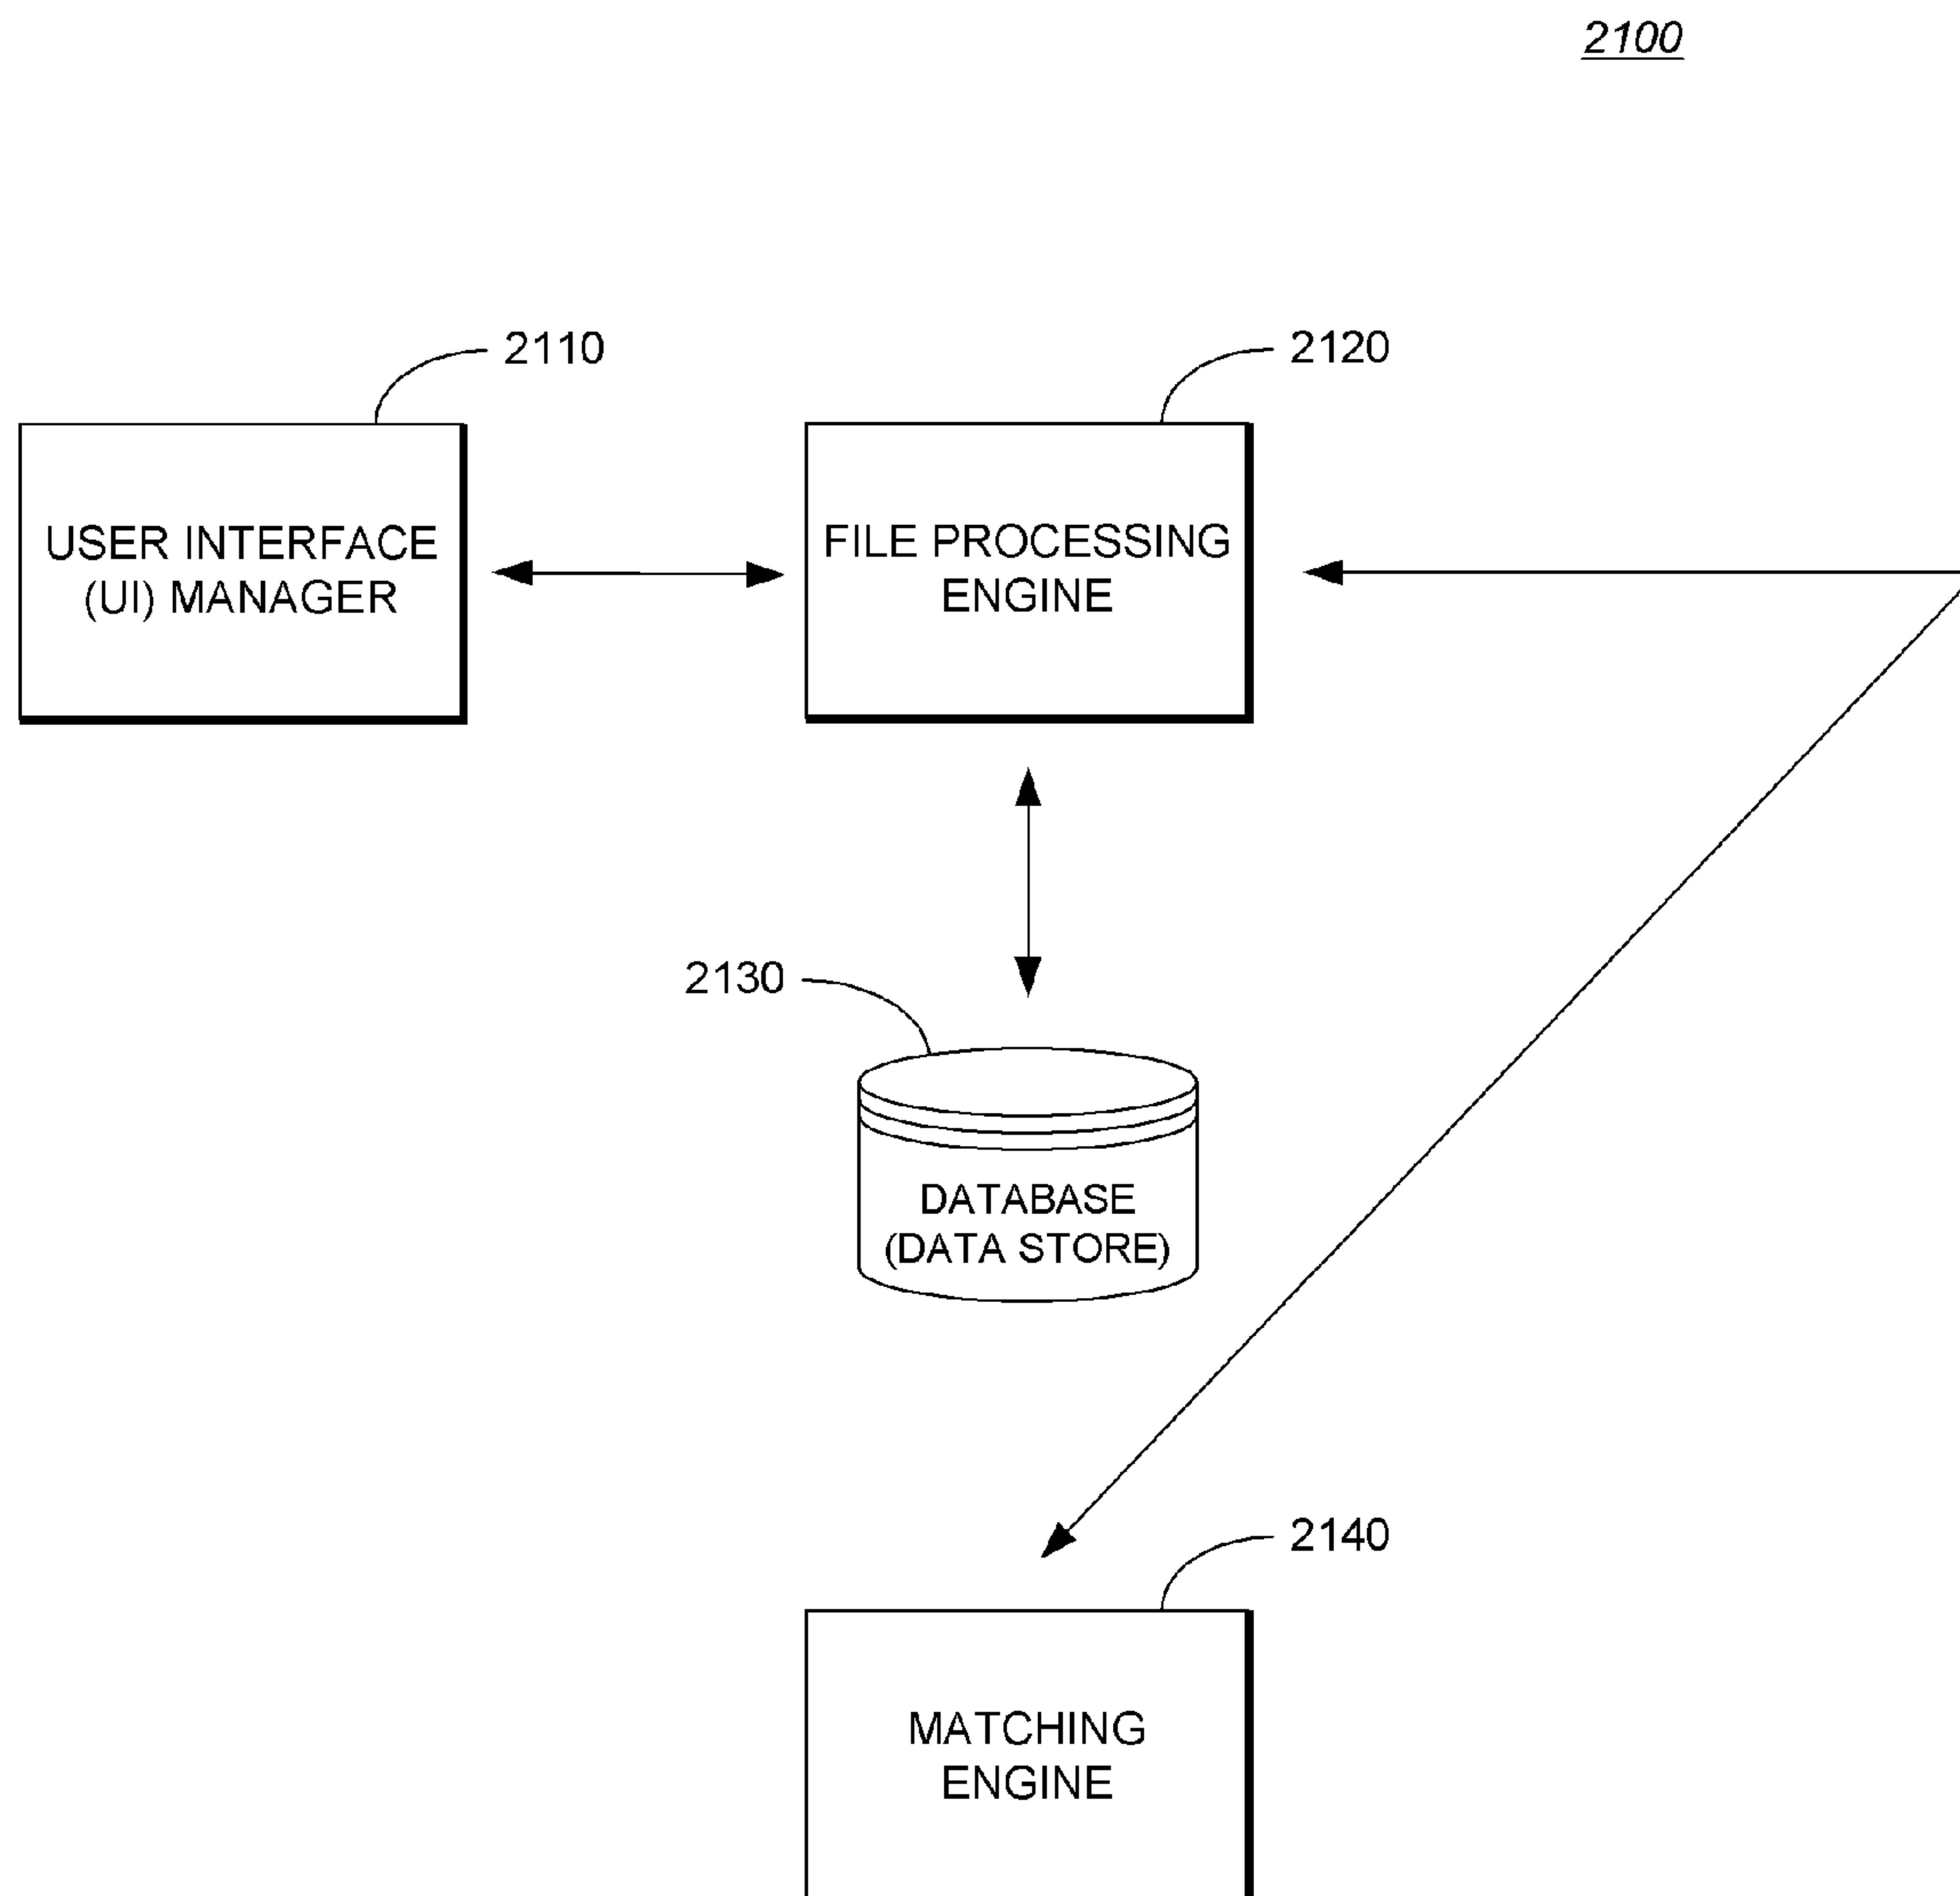 2100
2110
2120
USER INTERFACE
(UI) MANAGER
FILE PROCESSING
ENGINE
2130
DATABASE
(DATA STORE)
2140
MATCHING
ENGINE